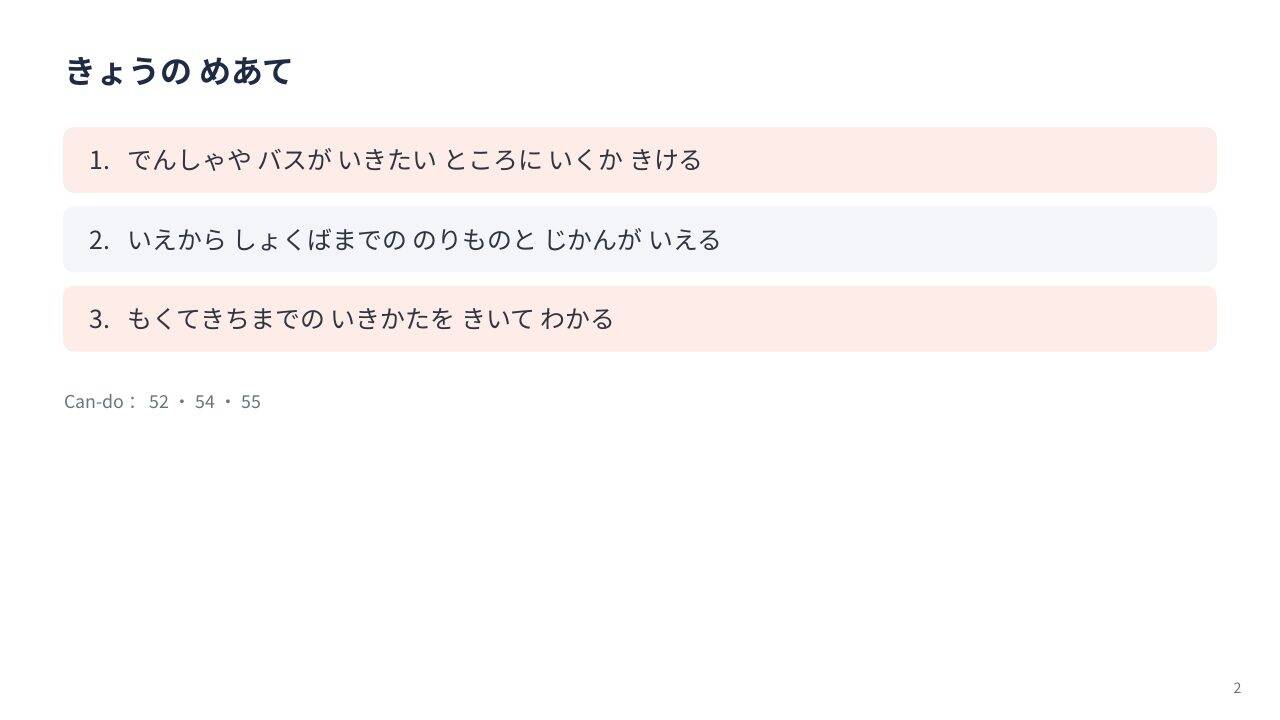 きょうの めあて
1. でんしゃや バスが いきたい ところに いくか きける
2. いえから しょくばまでの のりものと じかんが いえる
3. もくてきちまでの いきかたを きいて わかる
Can-do： 52 ・ 54 ・ 55
2